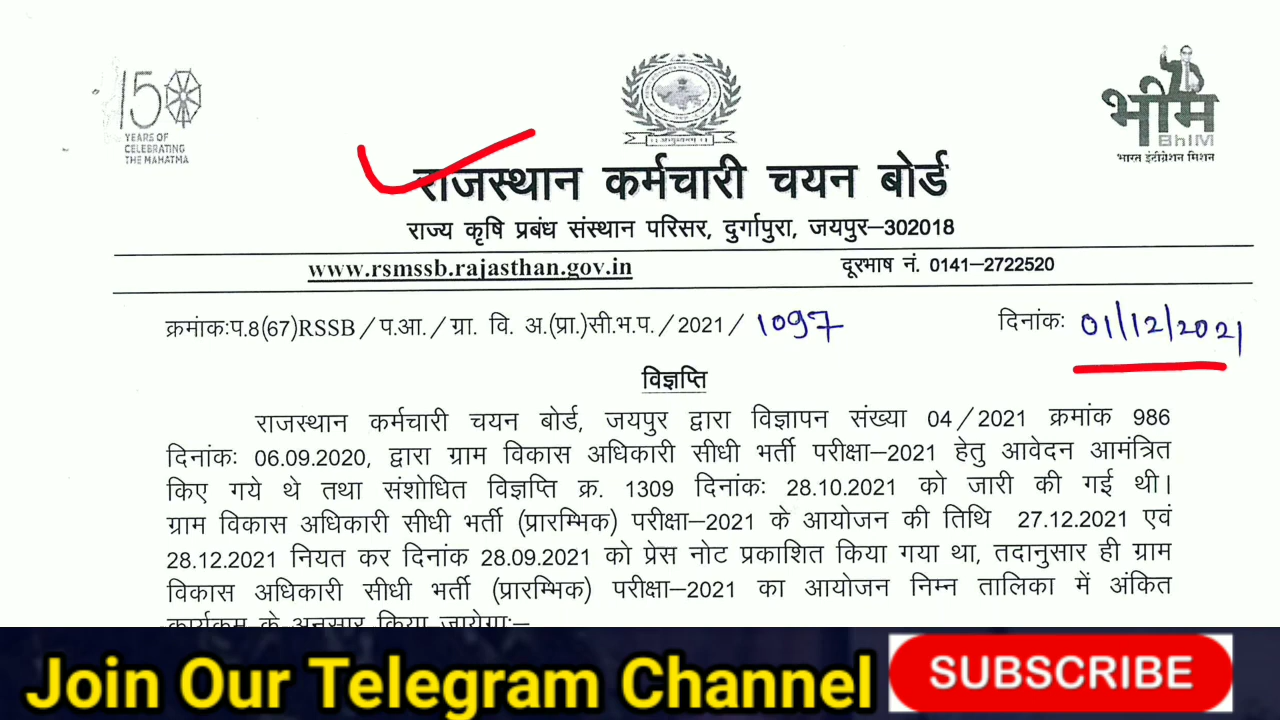 150
YEARS OF
CELEBRATING
THE MAHATMA
भीम
BHIM
भारत इंटीग्रेशन मिशन
राजस्थान कर्मचारी चयन बोर्ड
राज्य कृषि प्रबंध संस्थान परिसर, दुर्गापुरा, जयपुर–302018
www.rsmssb.rajasthan.gov.in दूरभाष नं. 0141–2722520
क्रमांकःप.8(67)RSSB/प.आ./ग्रा. वि. अ.(प्रा.)सी.भ.प./2021/1097 दिनांकः 01/12/2021
विज्ञप्ति
राजस्थान कर्मचारी चयन बोर्ड, जयपुर द्वारा विज्ञापन संख्या 04/2021 क्रमांक 986
दिनांकः 06.09.2020, द्वारा ग्राम विकास अधिकारी सीधी भर्ती परीक्षा–2021 हेतु आवेदन आमंत्रित
किए गये थे तथा संशोधित विज्ञप्ति क्र. 1309 दिनांकः 28.10.2021 को जारी की गई थी।
ग्राम विकास अधिकारी सीधी भर्ती (प्रारम्भिक) परीक्षा–2021 के आयोजन की तिथि 27.12.2021 एवं
28.12.2021 नियत कर दिनांक 28.09.2021 को प्रेस नोट प्रकाशित किया गया था, तदानुसार ही ग्राम
विकास अधिकारी सीधी भर्ती (प्रारम्भिक) परीक्षा–2021 का आयोजन निम्न तालिका में अंकित
कार्यक्रम के अनुसार किया जायेगाः–
Join Our Telegram Channel SUBSCRIBE